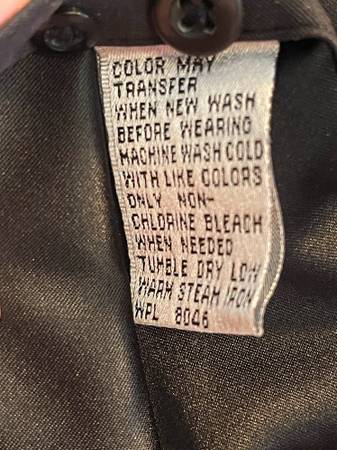 COLOR MAY
TRANSFER
WHEN NEW WASH
BEFORE WEARING
MACHINE WASH COLD
WITH LIKE COLORS
ONLY NON-
CHLORINE BLEACH
WHEN NEEDED
TUMBLE DRY LOW
WARM STEAM IRON
WPL 8046